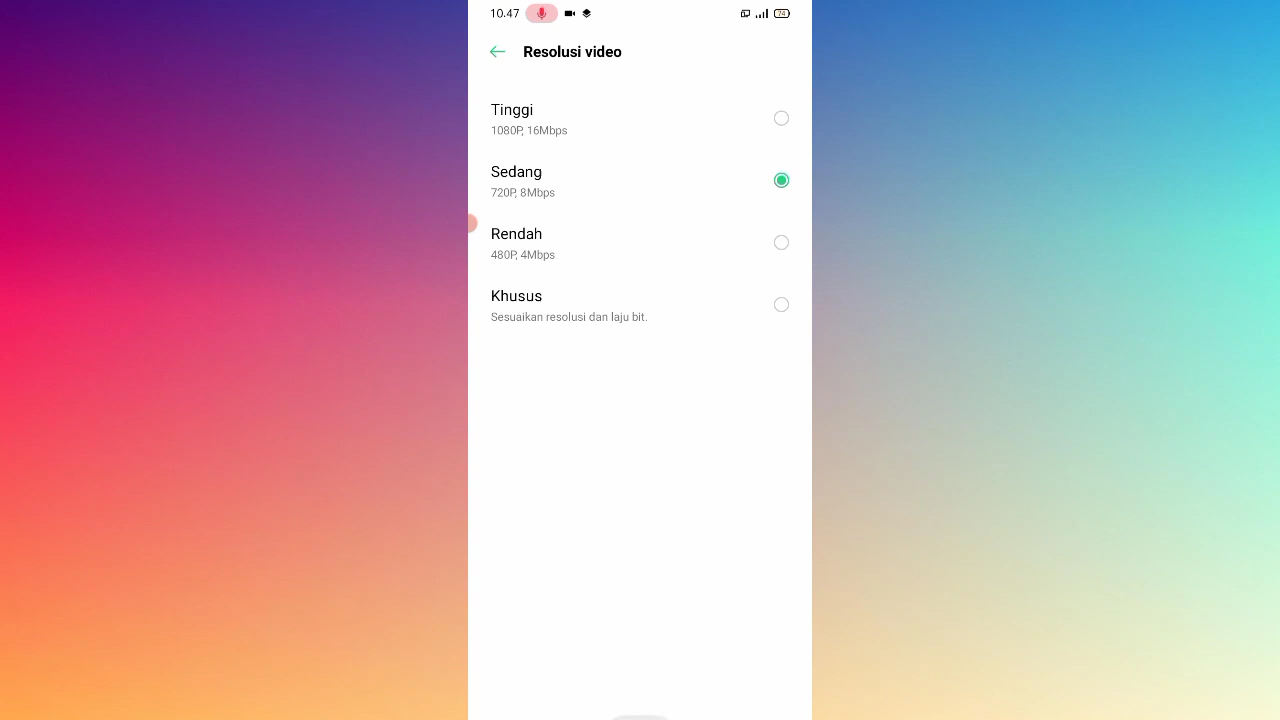 10.47
74
Resolusi video
Tinggi
1080P, 16Mbps
Sedang
720P, 8Mbps
Rendah
480P, 4Mbps
Khusus
Sesuaikan resolusi dan laju bit.